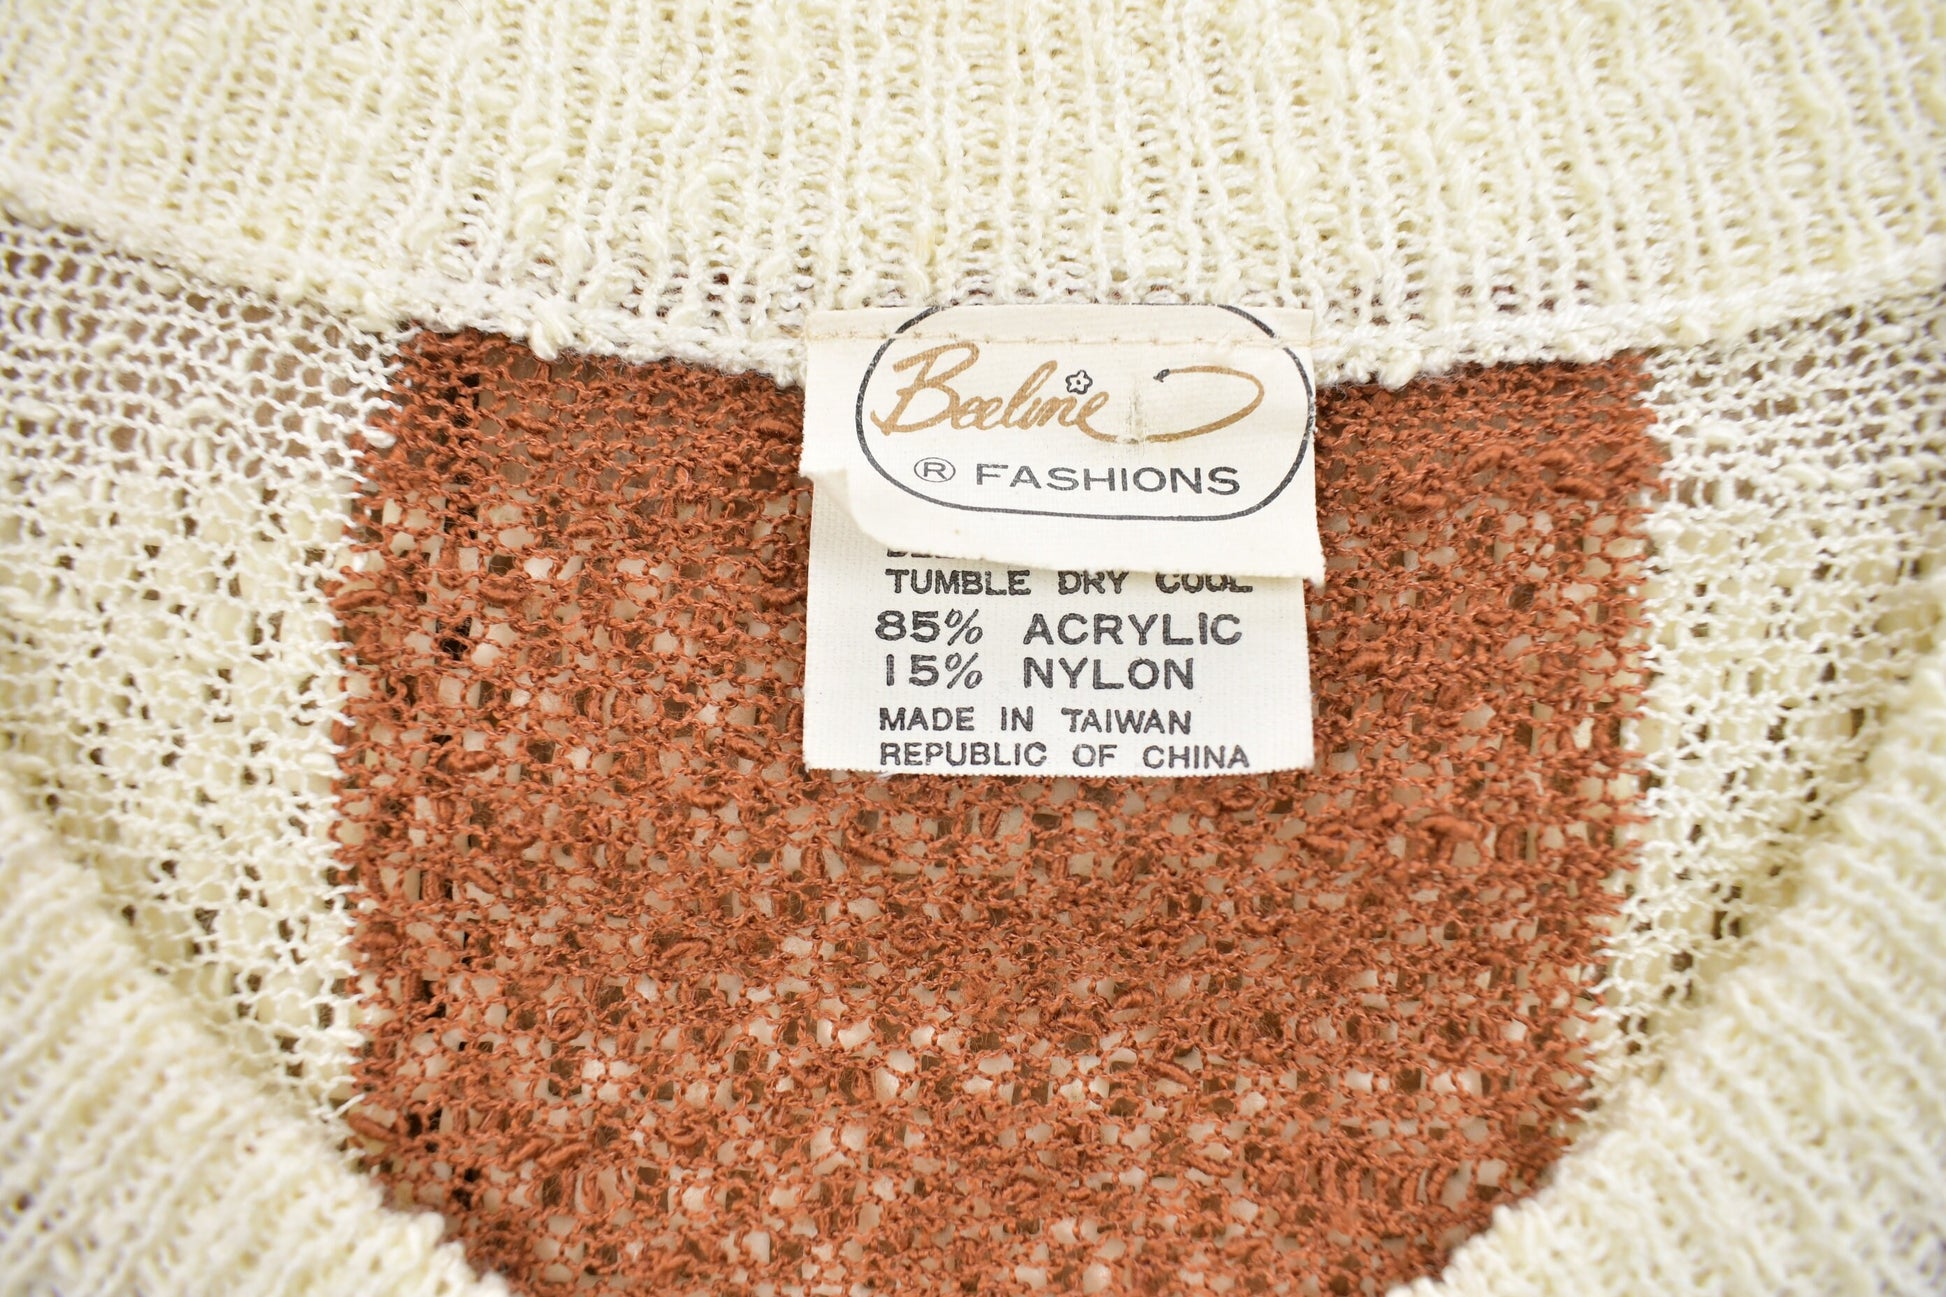 Beeline
® FASHIONS
TUMBLE DRY COOL
85% ACRYLIC
15% NYLON
MADE IN TAIWAN
REPUBLIC OF CHINA